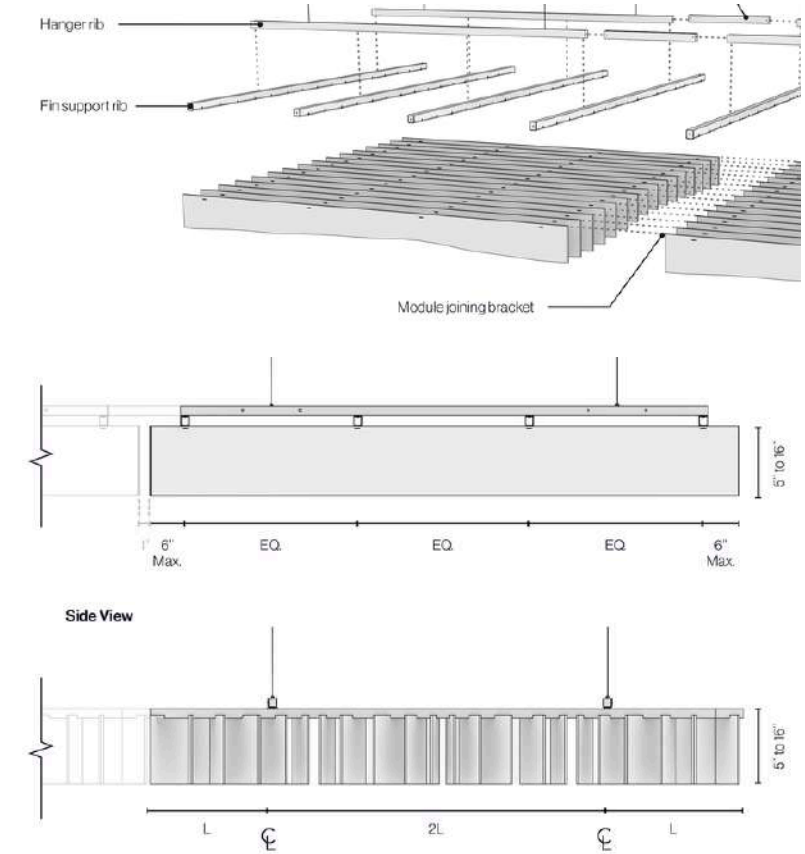 Hanger rib
Fin support rib
Module joining bracket
5" to 16"
1" 6" EQ. EQ. EQ. 6"
Max. Max.
Side View
5" to 16"
L 2L L
℄ ℄